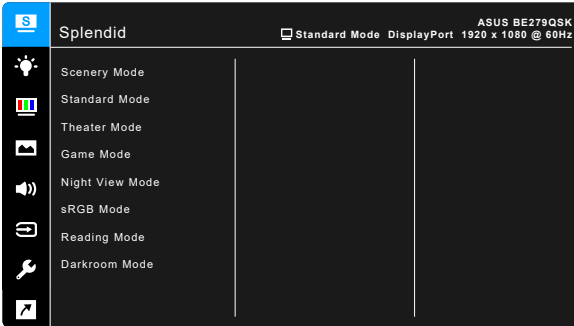 S
ASUS BE279QSK
Splendid
Standard Mode DisplayPort 1920 x 1080 @ 60Hz
Scenery Mode
Standard Mode
Theater Mode
Game Mode
Night View Mode
sRGB Mode
Reading Mode
Darkroom Mode